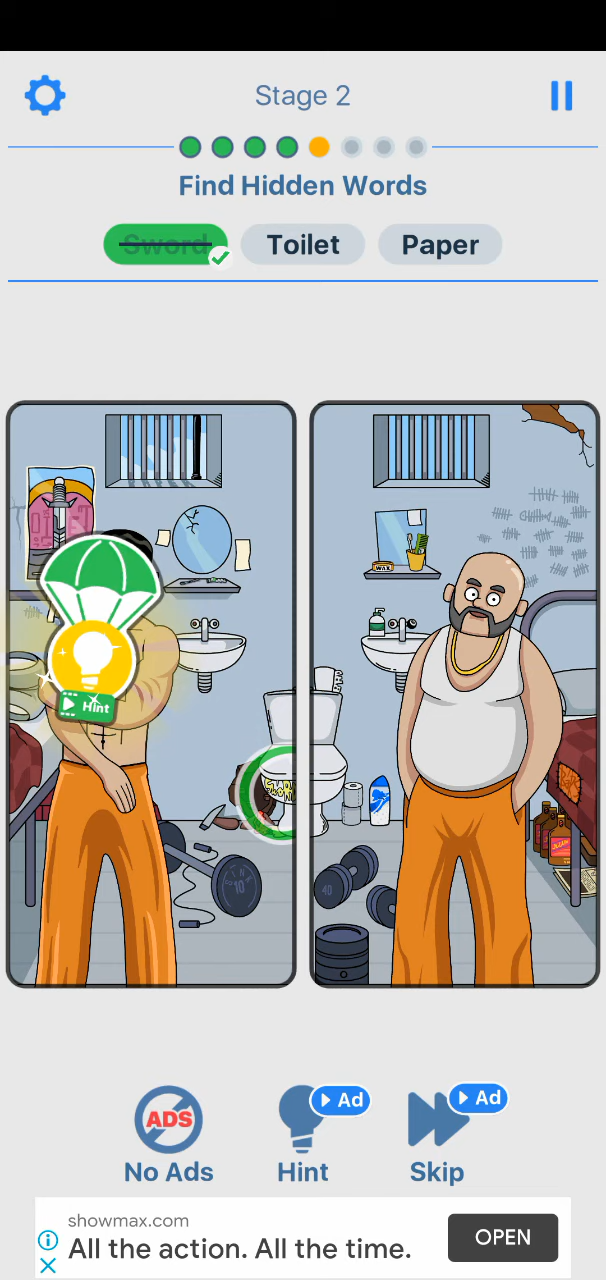 Stage 2
Find Hidden Words
Sword Toilet Paper
Hint
SWORD
WAX
10
40
Ad Ad
ADS
No Ads Hint Skip
showmax.com
All the action. All the time.
OPEN